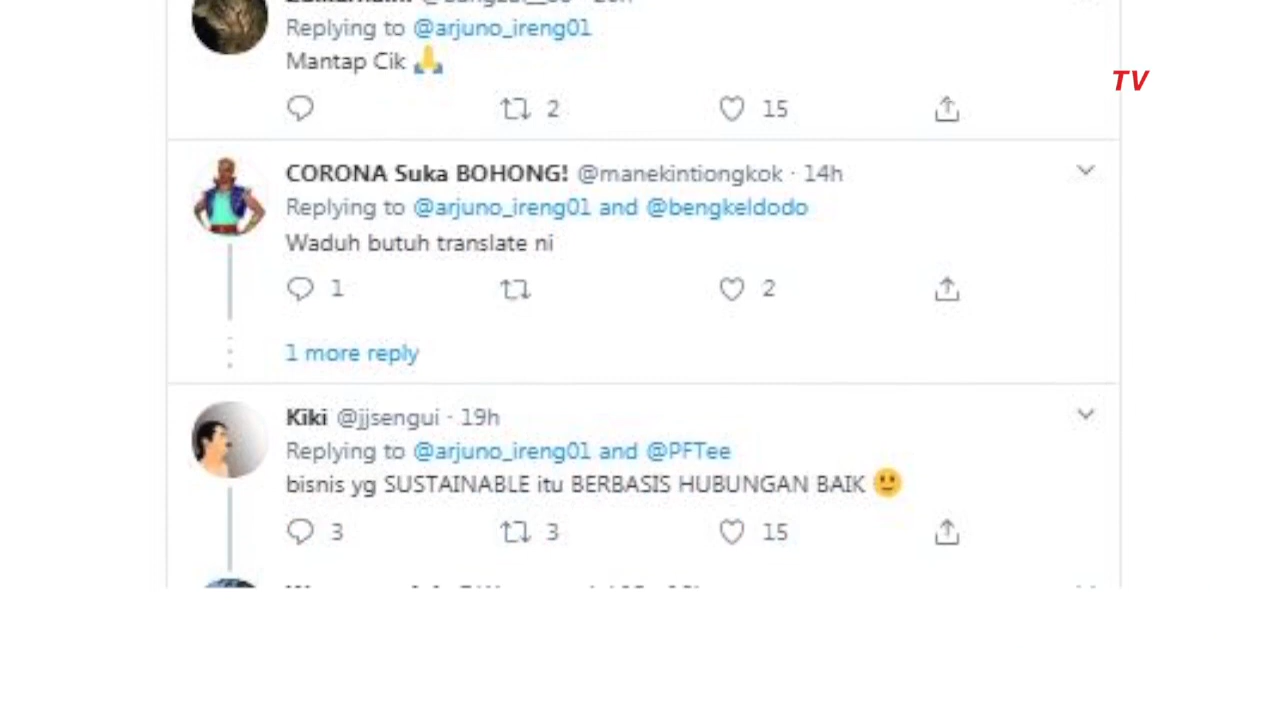 Replying to @arjuno_ireng01
Mantap Cik 🙏
TV
2 15
CORONA Suka BOHONG! @manekintiongkok · 14h
Replying to @arjuno_ireng01 and @bengkeldodo
Waduh butuh translate ni
1 2
1 more reply
Kiki @jjsengui · 19h
Replying to @arjuno_ireng01 and @PFTee
bisnis yg SUSTAINABLE itu BERBASIS HUBUNGAN BAIK 🙂
3 3 15